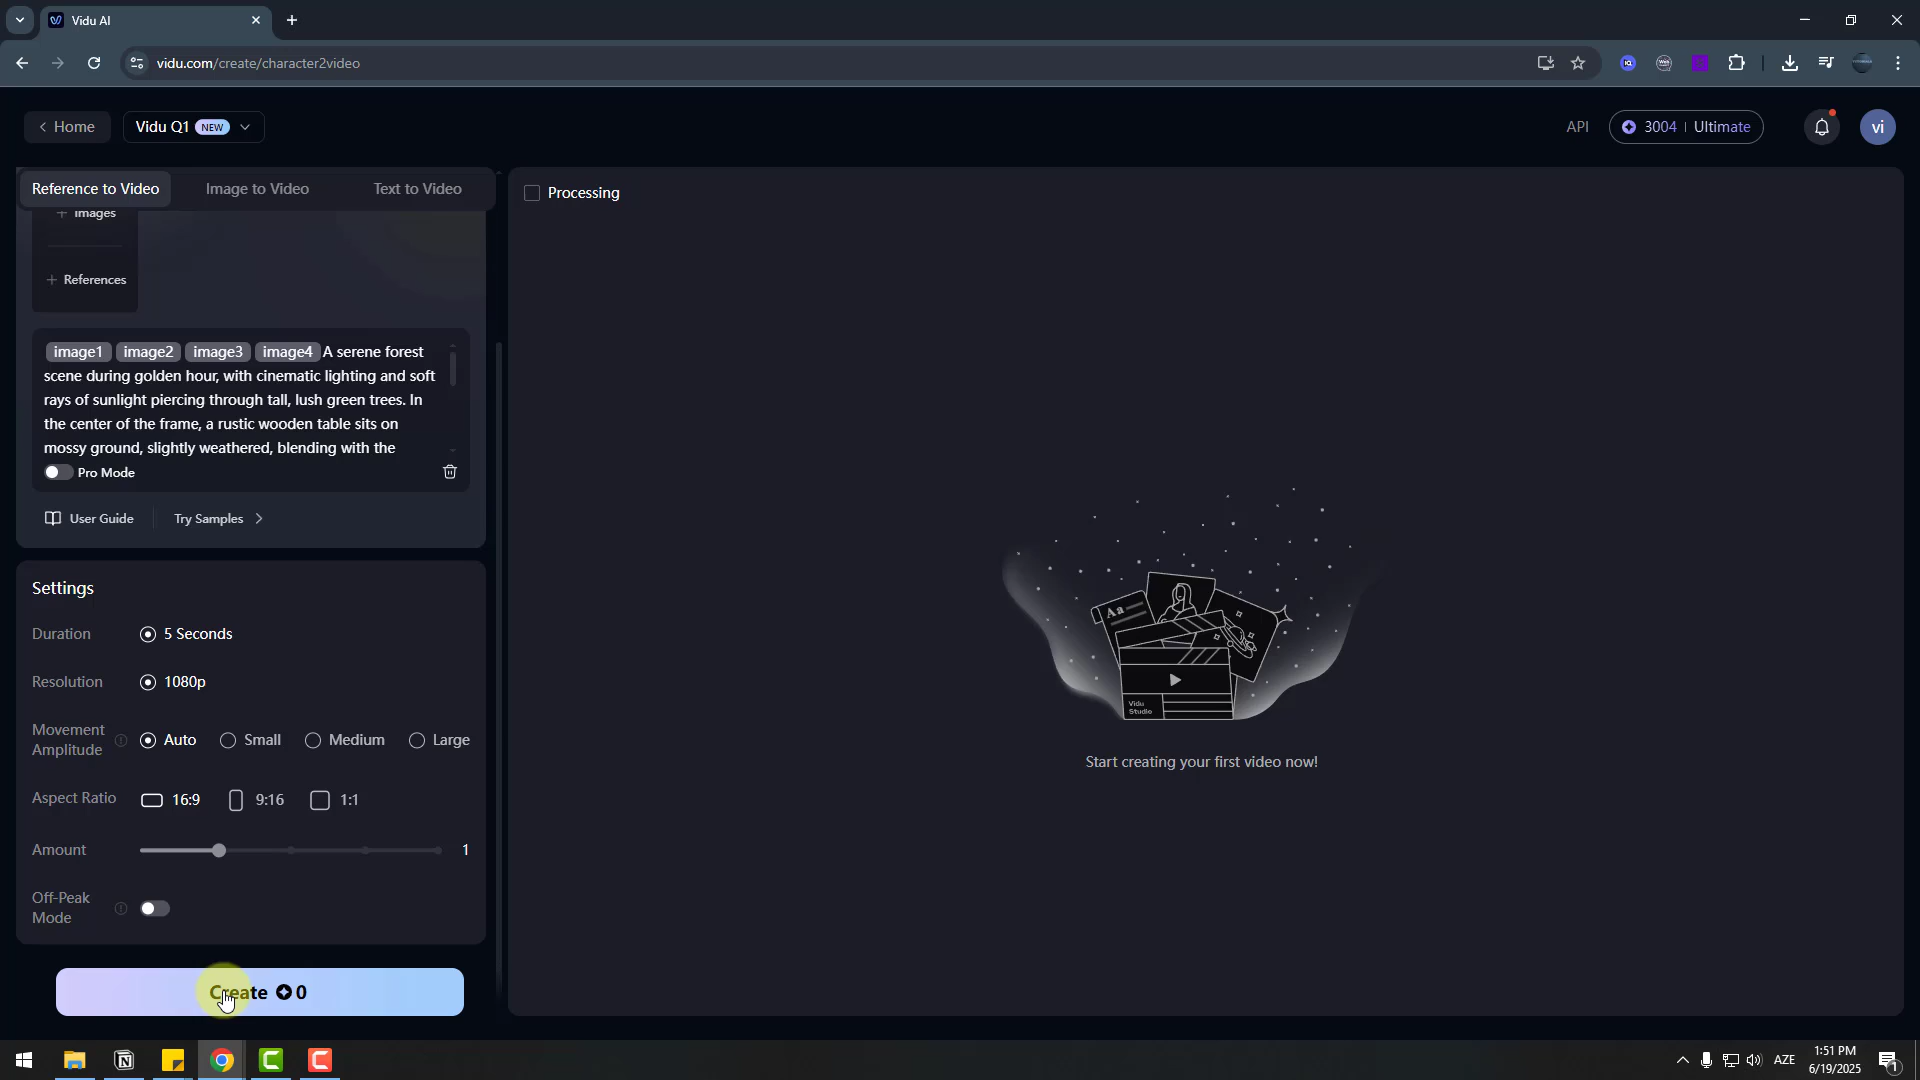 Vidu AI
vidu.com/create/character2video
Home
Vidu Q1 NEW
API
3004 | Ultimate
vi
Reference to Video
Image to Video
Text to Video
Processing
Images
References
image1 image2 image3 image4 A serene forest
scene during golden hour, with cinematic lighting and soft
rays of sunlight piercing through tall, lush green trees. In
the center of the frame, a rustic wooden table sits on
mossy ground, slightly weathered, blending with the
Pro Mode
User Guide
Try Samples
Settings
Duration
5 Seconds
Resolution
1080p
Movement
Amplitude
Auto
Small
Medium
Large
Aspect Ratio
16:9
9:16
1:1
Amount
1
Off-Peak
Mode
Create 0
Aa
Vidu
Studio
Start creating your first video now!
AZE
1:51 PM
6/19/2025
1